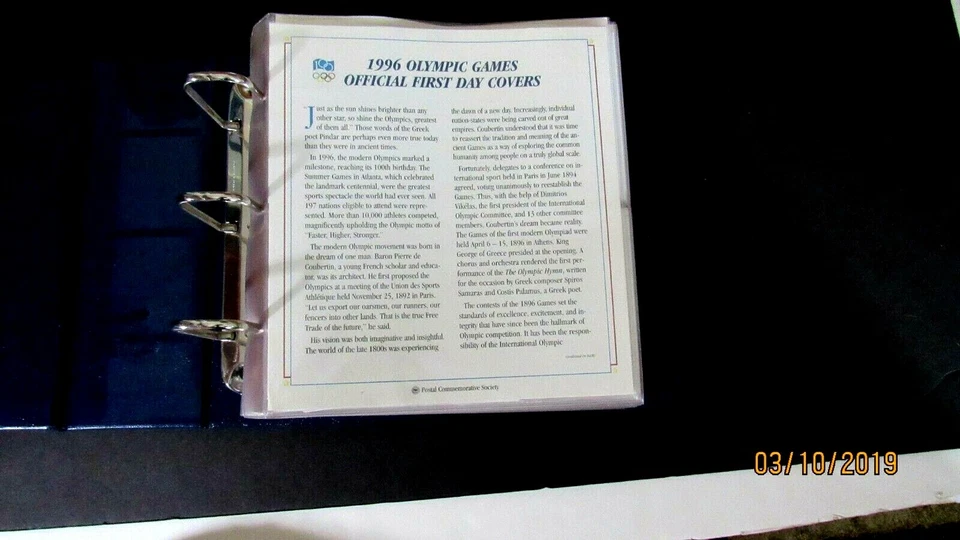 1996 OLYMPIC GAMES
OFFICIAL FIRST DAY COVERS
Just as the sun shines brighter than any
other star, so shine the Olympics, greatest
of them all." Those words of the Greek
poet Pindar are perhaps even more true today
than they were in ancient times.
In 1996, the modern Olympics marked a
milestone, reaching its 100th birthday. The
Summer Games in Atlanta, which celebrated
the landmark centennial, were the greatest
sports spectacle the world had ever seen. All
197 nations eligible to attend were repre-
sented. More than 10,000 athletes competed,
magnificently upholding the Olympic motto of
"Faster, Higher, Stronger."
The modern Olympic movement was born in
the dream of one man. Baron Pierre de
Coubertin, a young French scholar and educa-
tor, was its architect. He first proposed the
Olympics at a meeting of the Union des Sports
Athlétique held November 25, 1892 in Paris.
"Let us export our oarsmen, our runners, our
fencers into other lands. That is the true Free
Trade of the future," he said.
His vision was both imaginative and insightful.
The world of the late 1800s was experiencing
the dawn of a new day. Increasingly, individual
nation-states were being carved out of great
empires. Coubertin understood that it was time
to reassert the tradition and meaning of the an-
cient Games as a way of exploring the common
humanity among people on a truly global scale.
Fortunately, delegates to a conference on in-
ternational sport held in Paris in June 1894
agreed, voting unanimously to reestablish the
Games. Thus, with the help of Dimitrios
Vikélas, the first president of the International
Olympic Committee, and 13 other committee
members, Coubertin's dream became reality.
The Games of the first modern Olympiad were
held April 6 – 15, 1896 in Athens. King
George of Greece presided at the opening. A
chorus and orchestra rendered the first per-
formance of the The Olympic Hymn, written
for the occasion by Greek composer Spiros
Samaras and Costis Palamus, a Greek poet.
The contests of the 1896 Games set the
standards of excellence, excitement, and in-
tegrity that have since been the hallmark of
Olympic competition. It has been the respon-
sibility of the International Olympic
Postal Commemorative Society
03/10/2019